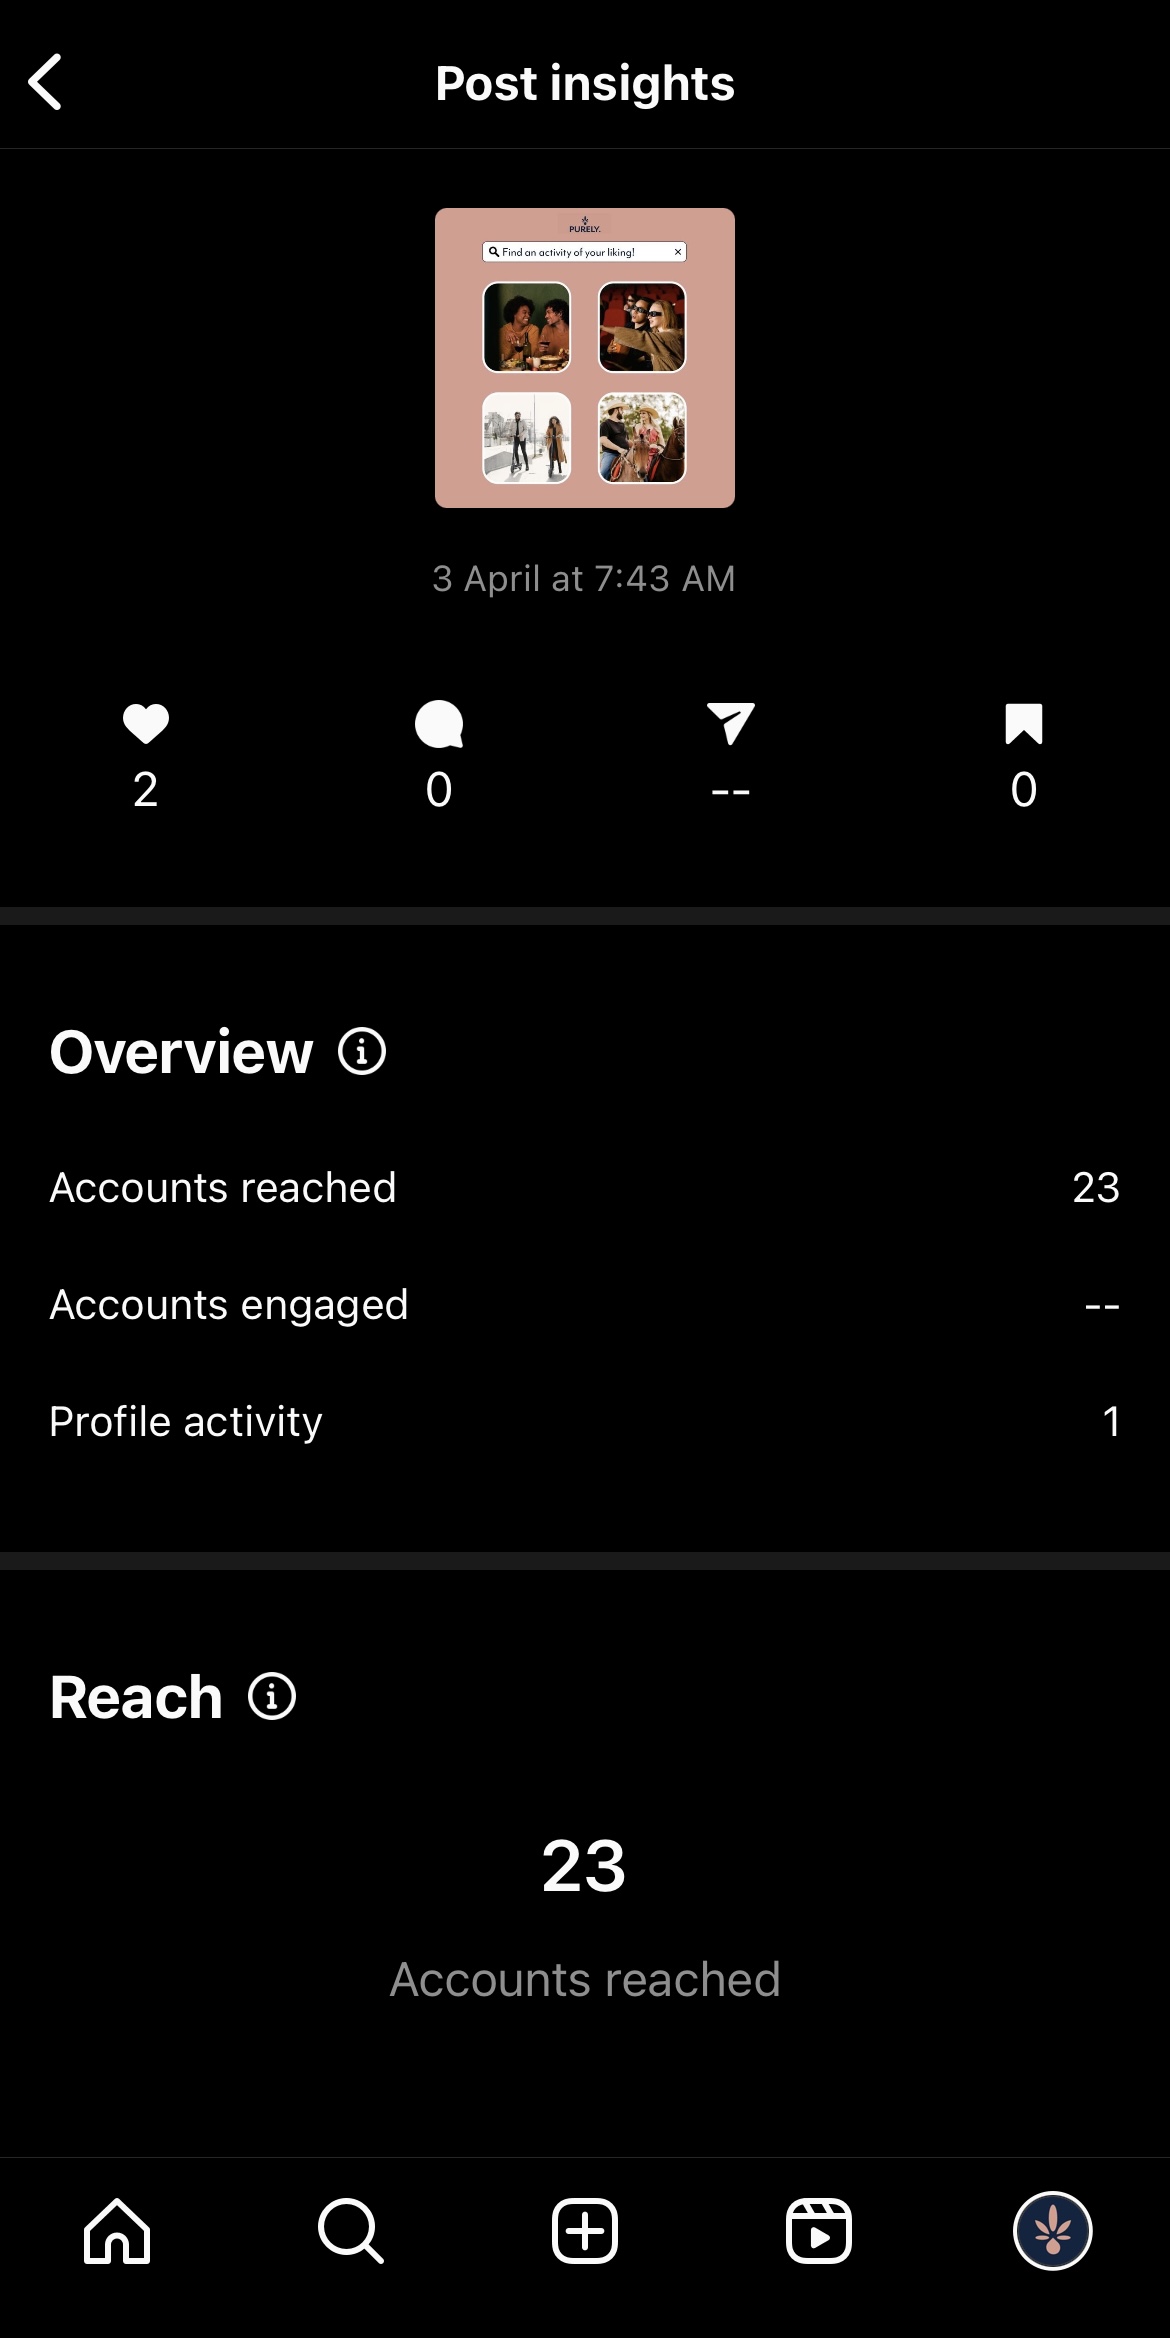 Post insights
PURELY.
Find an activity of your liking!
3 April at 7:43 AM
2
0
--
0
Overview
Accounts reached
23
Accounts engaged
--
Profile activity
1
Reach
23
Accounts reached